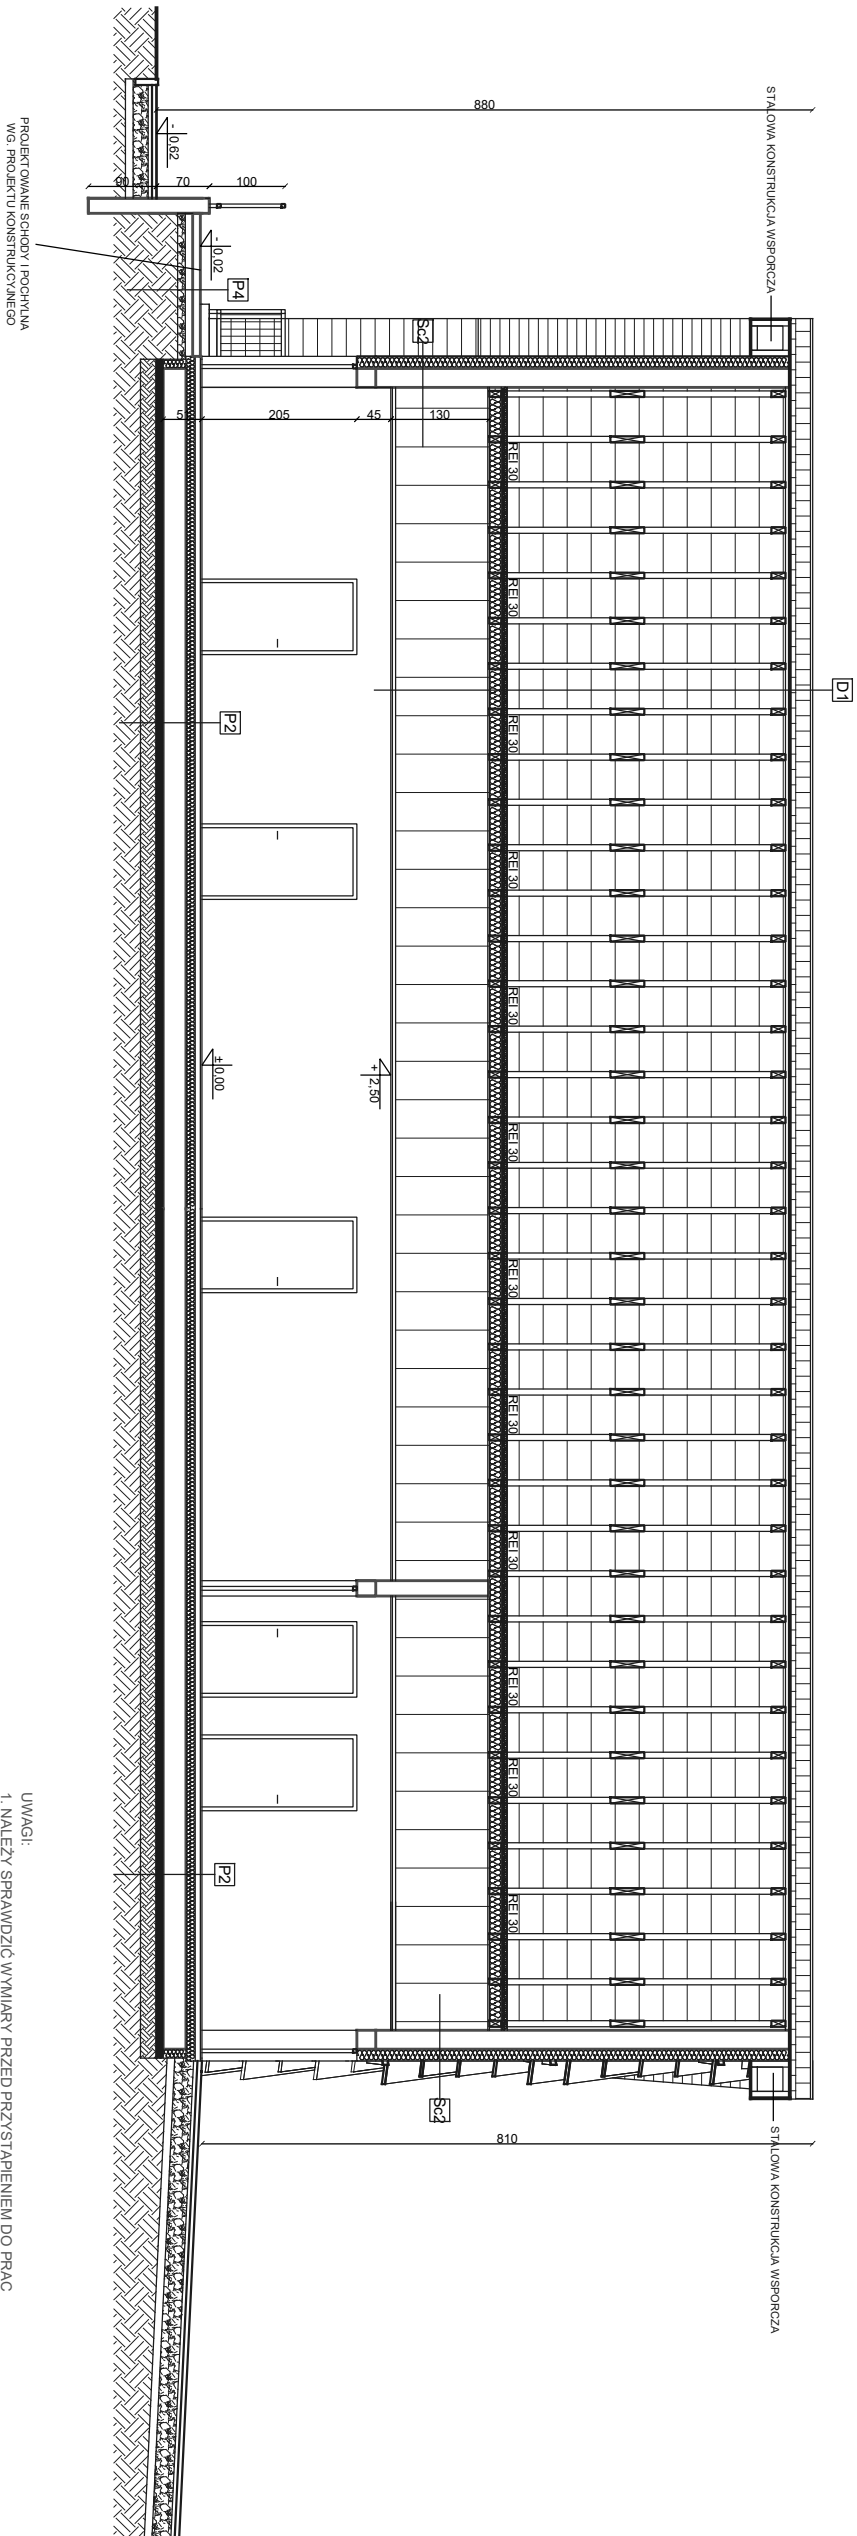 STALOWA KONSTRUKCJA WSPORCZA
880
- 0,62
90
70
100
- 0,02
P4
PROJEKTOWANE SCHODY I POCHYLNIA
WG. PROJEKTU KONSTRUKCYJNEGO
Sc2
205
45
130
REI 30
REI 30
REI 30
REI 30
REI 30
REI 30
REI 30
REI 30
REI 30
REI 30
REI 30
REI 30
D1
P2
± 0,00
+ 2,50
P2
Sc2
810
STALOWA KONSTRUKCJA WSPORCZA
UWAGI:
1. NALEŻY SPRAWDZIĆ WYMIARY PRZED PRZYSTĄPIENIEM DO PRAC